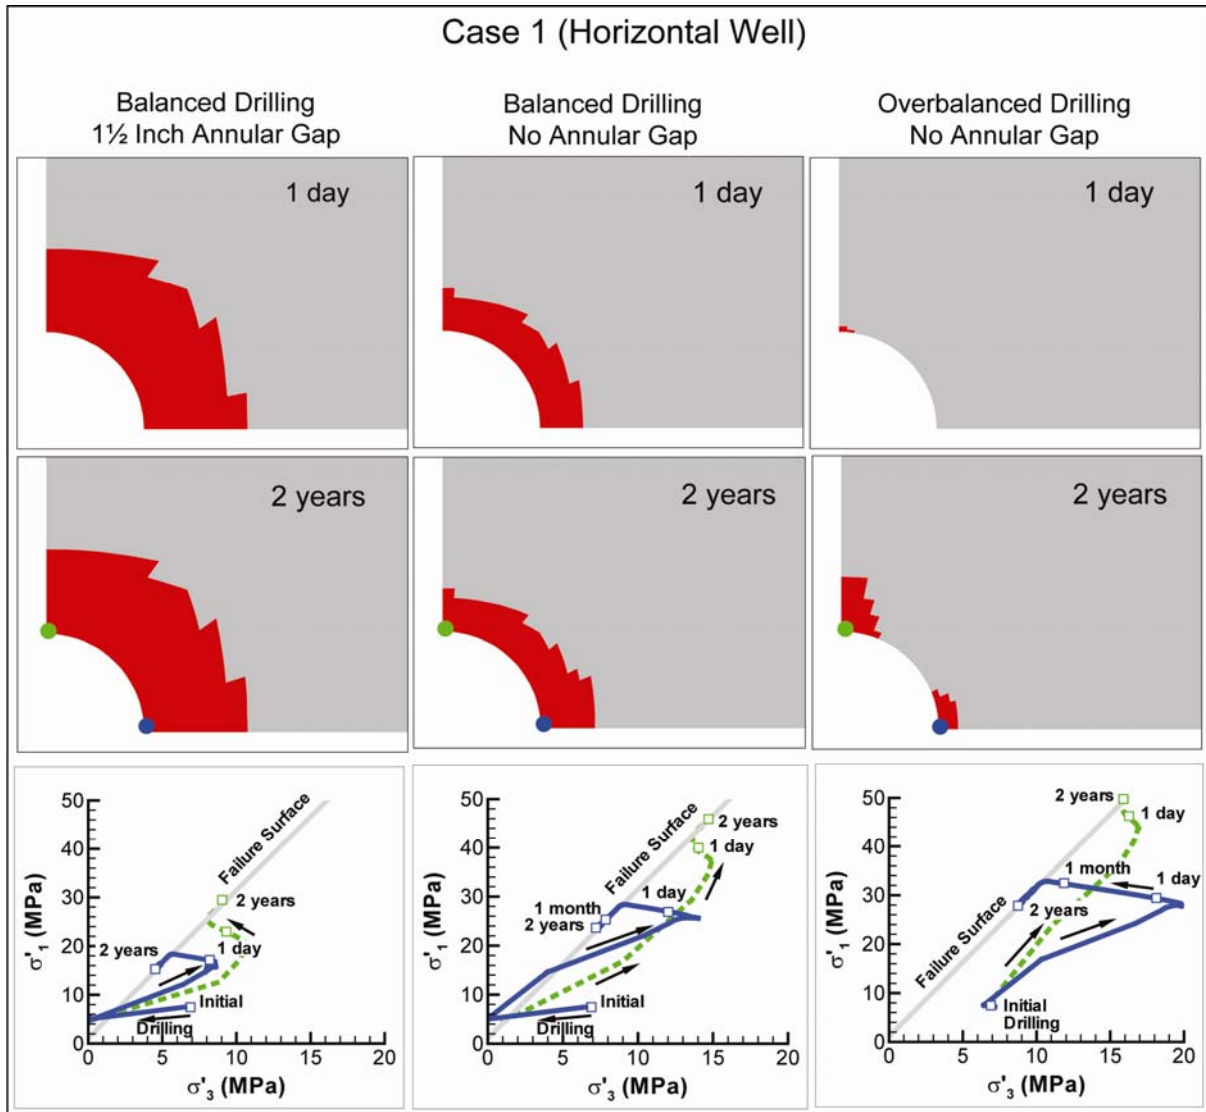 Case 1 (Horizontal Well)
Balanced Drilling
1½ Inch Annular Gap
Balanced Drilling
No Annular Gap
Overbalanced Drilling
No Annular Gap
1 day
1 day
1 day
2 years
2 years
2 years
50
40
30
20
10
0
σ'1 (MPa)
Failure Surface
2 years
2 years
1 day
Initial
Drilling
0 5 10 15 20
σ'3 (MPa)
50
40
30
20
10
0
σ'1 (MPa)
Failure Surface
2 years
1 day
1 day
1 month
2 years
Initial
Drilling
0 5 10 15 20
σ'3 (MPa)
50
40
30
20
10
0
σ'1 (MPa)
Failure Surface
2 years
1 day
1 month
1 day
2 years
Initial
Drilling
0 5 10 15 20
σ'3 (MPa)